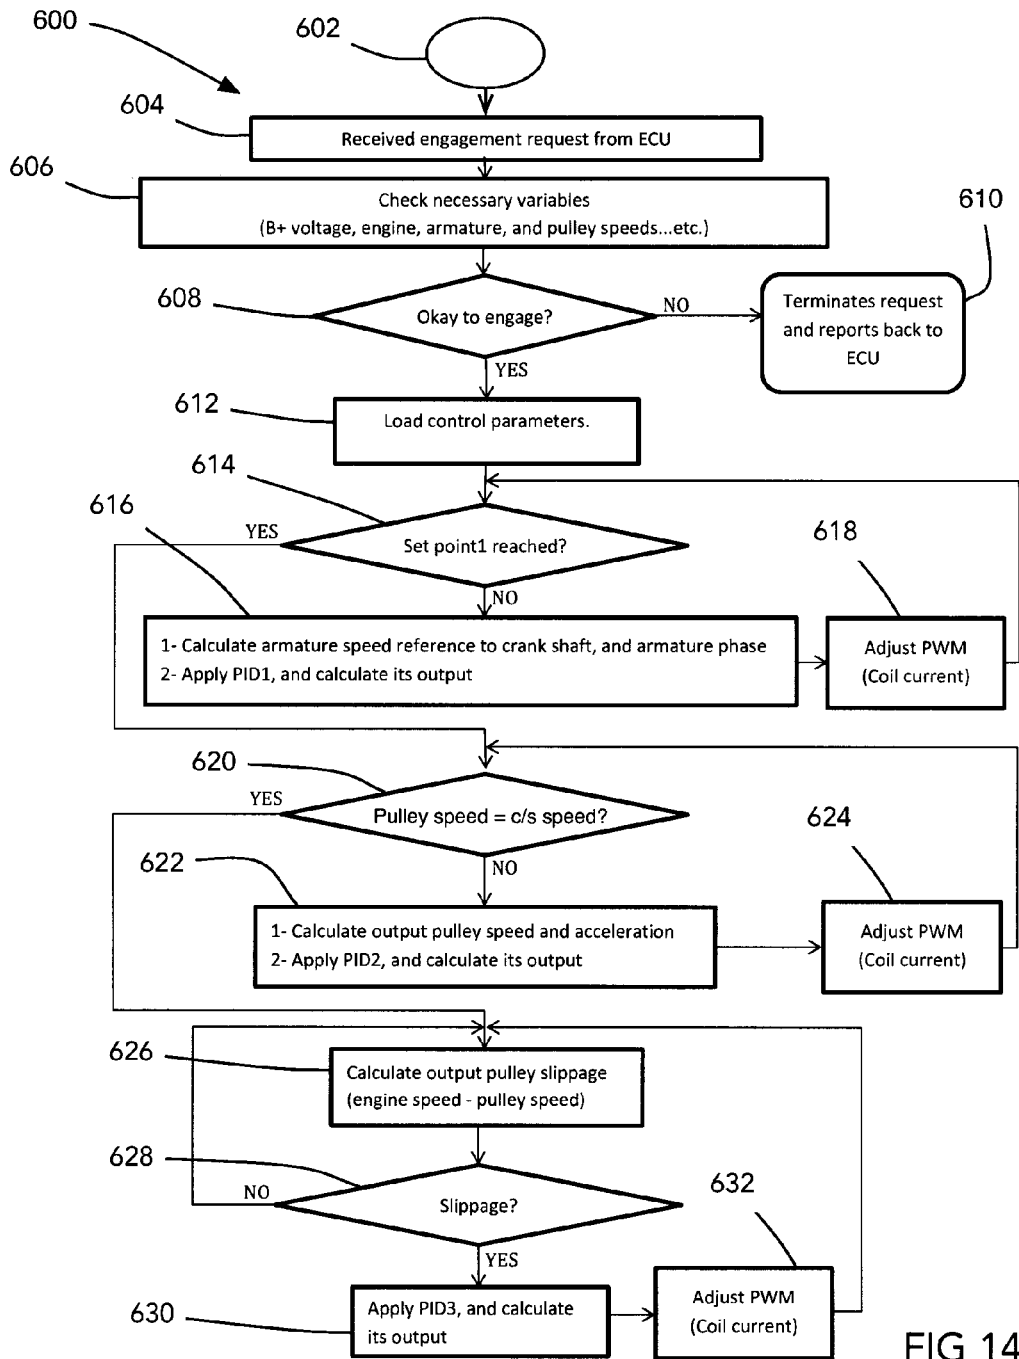 600
602
604
Received engagement request from ECU
606
Check necessary variables
(B+ voltage, engine, armature, and pulley speeds...etc.)
610
608
Okay to engage?
NO
Terminates request
and reports back to
ECU
YES
612
Load control parameters.
614
616
YES
Set point1 reached?
618
NO
1- Calculate armature speed reference to crank shaft, and armature phase
2- Apply PID1, and calculate its output
Adjust PWM
(Coil current)
620
YES
Pulley speed = c/s speed?
624
622
NO
1- Calculate output pulley speed and acceleration
2- Apply PID2, and calculate its output
Adjust PWM
(Coil current)
626
Calculate output pulley slippage
(engine speed - pulley speed)
628
NO
Slippage?
632
YES
630
Apply PID3, and calculate
its output
Adjust PWM
(Coil current)
FIG 14